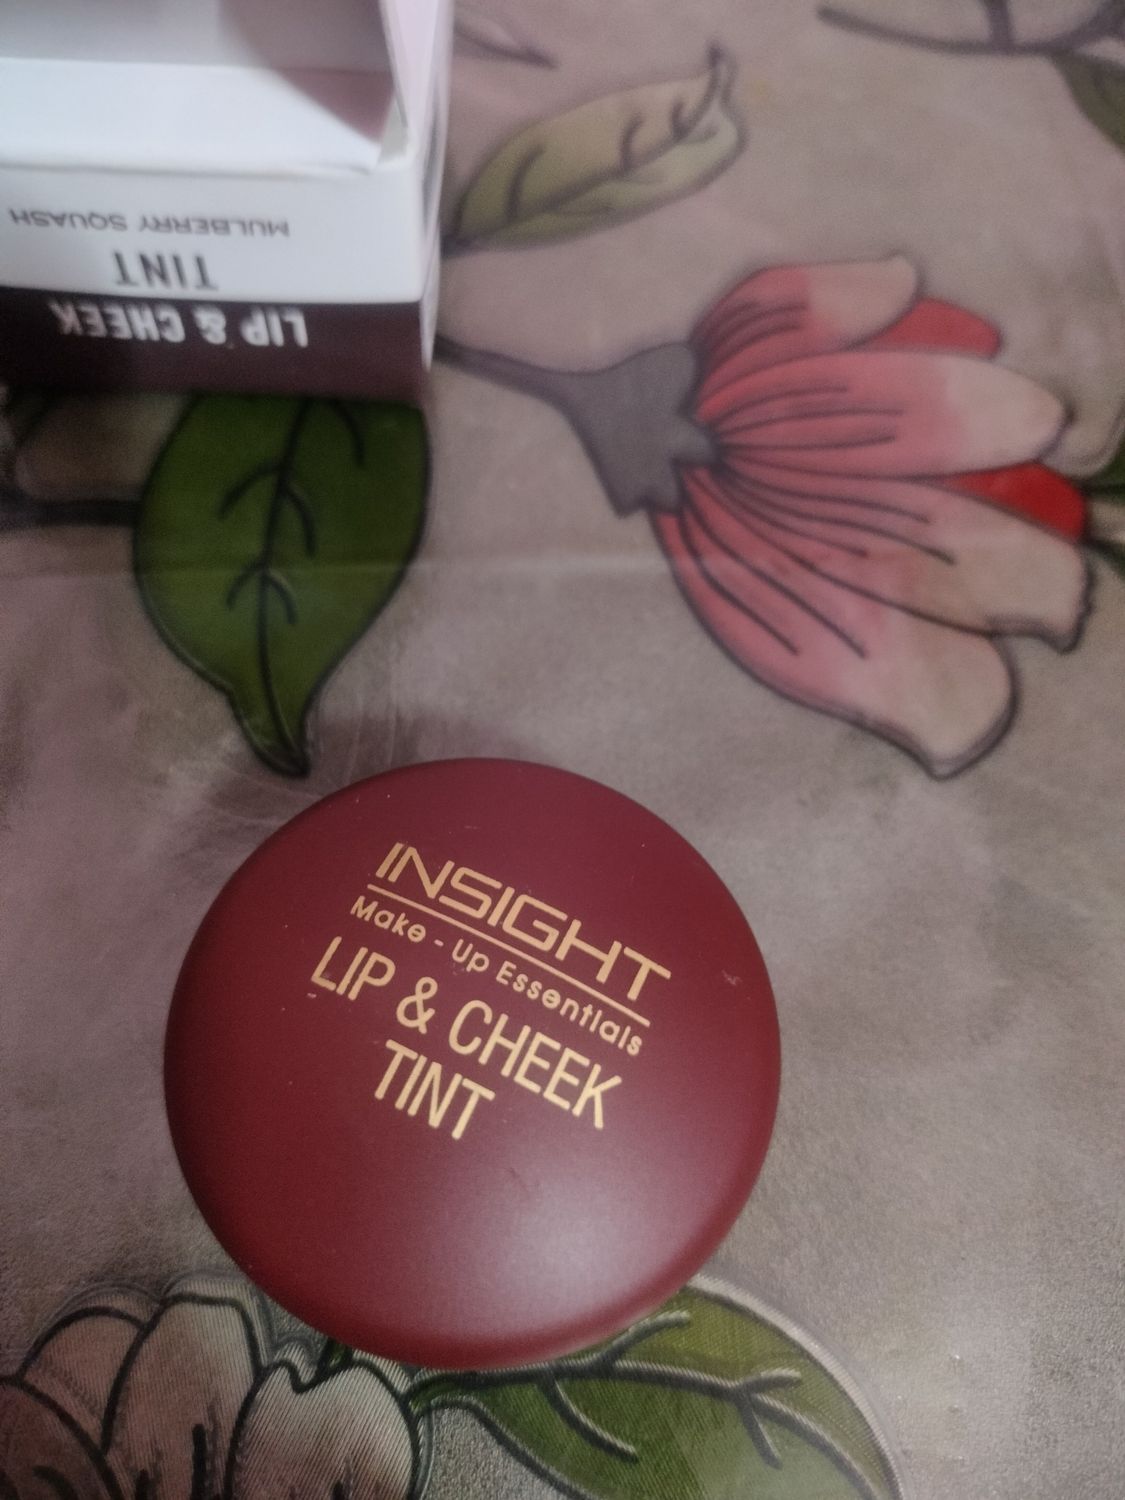 LIP & CHEEK
TINT
MULBERRY SQUASH
INSIGHT
Make - Up Essentials
LIP & CHEEK
TINT